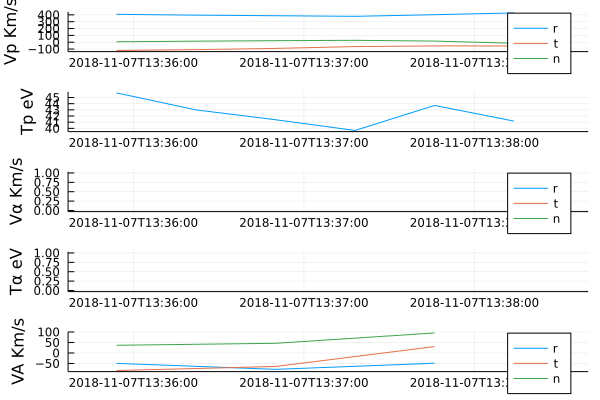 Vp Km/s
400
300
200
100
0
−100
2018-11-07T13:36:00 2018-11-07T13:37:00 2018-11-07T13:
r
t
n
Tp eV
45
44
43
42
41
40
2018-11-07T13:36:00 2018-11-07T13:37:00 2018-11-07T13:38:00
Vα Km/s
1.00
0.75
0.50
0.25
0.00
2018-11-07T13:36:00 2018-11-07T13:37:00 2018-11-07T13:
r
t
n
Tα eV
1.00
0.75
0.50
0.25
0.00
2018-11-07T13:36:00 2018-11-07T13:37:00 2018-11-07T13:38:00
VA Km/s
100
50
0
−50
2018-11-07T13:36:00 2018-11-07T13:37:00 2018-11-07T13:
r
t
n